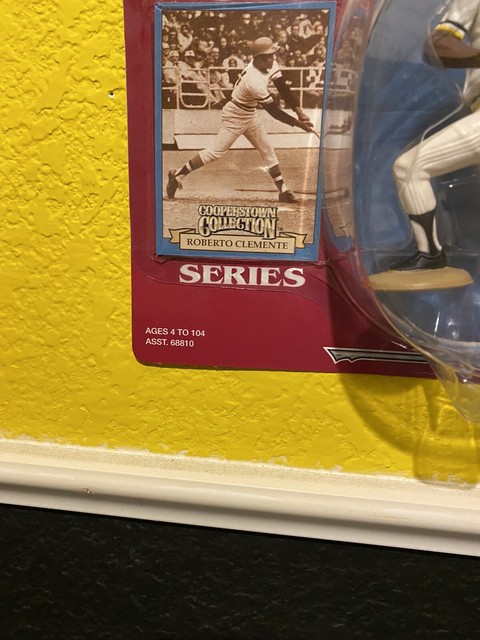 COOPERSTOWN
COLLECTION
ROBERTO CLEMENTE
SERIES
AGES 4 TO 104
ASST. 68810